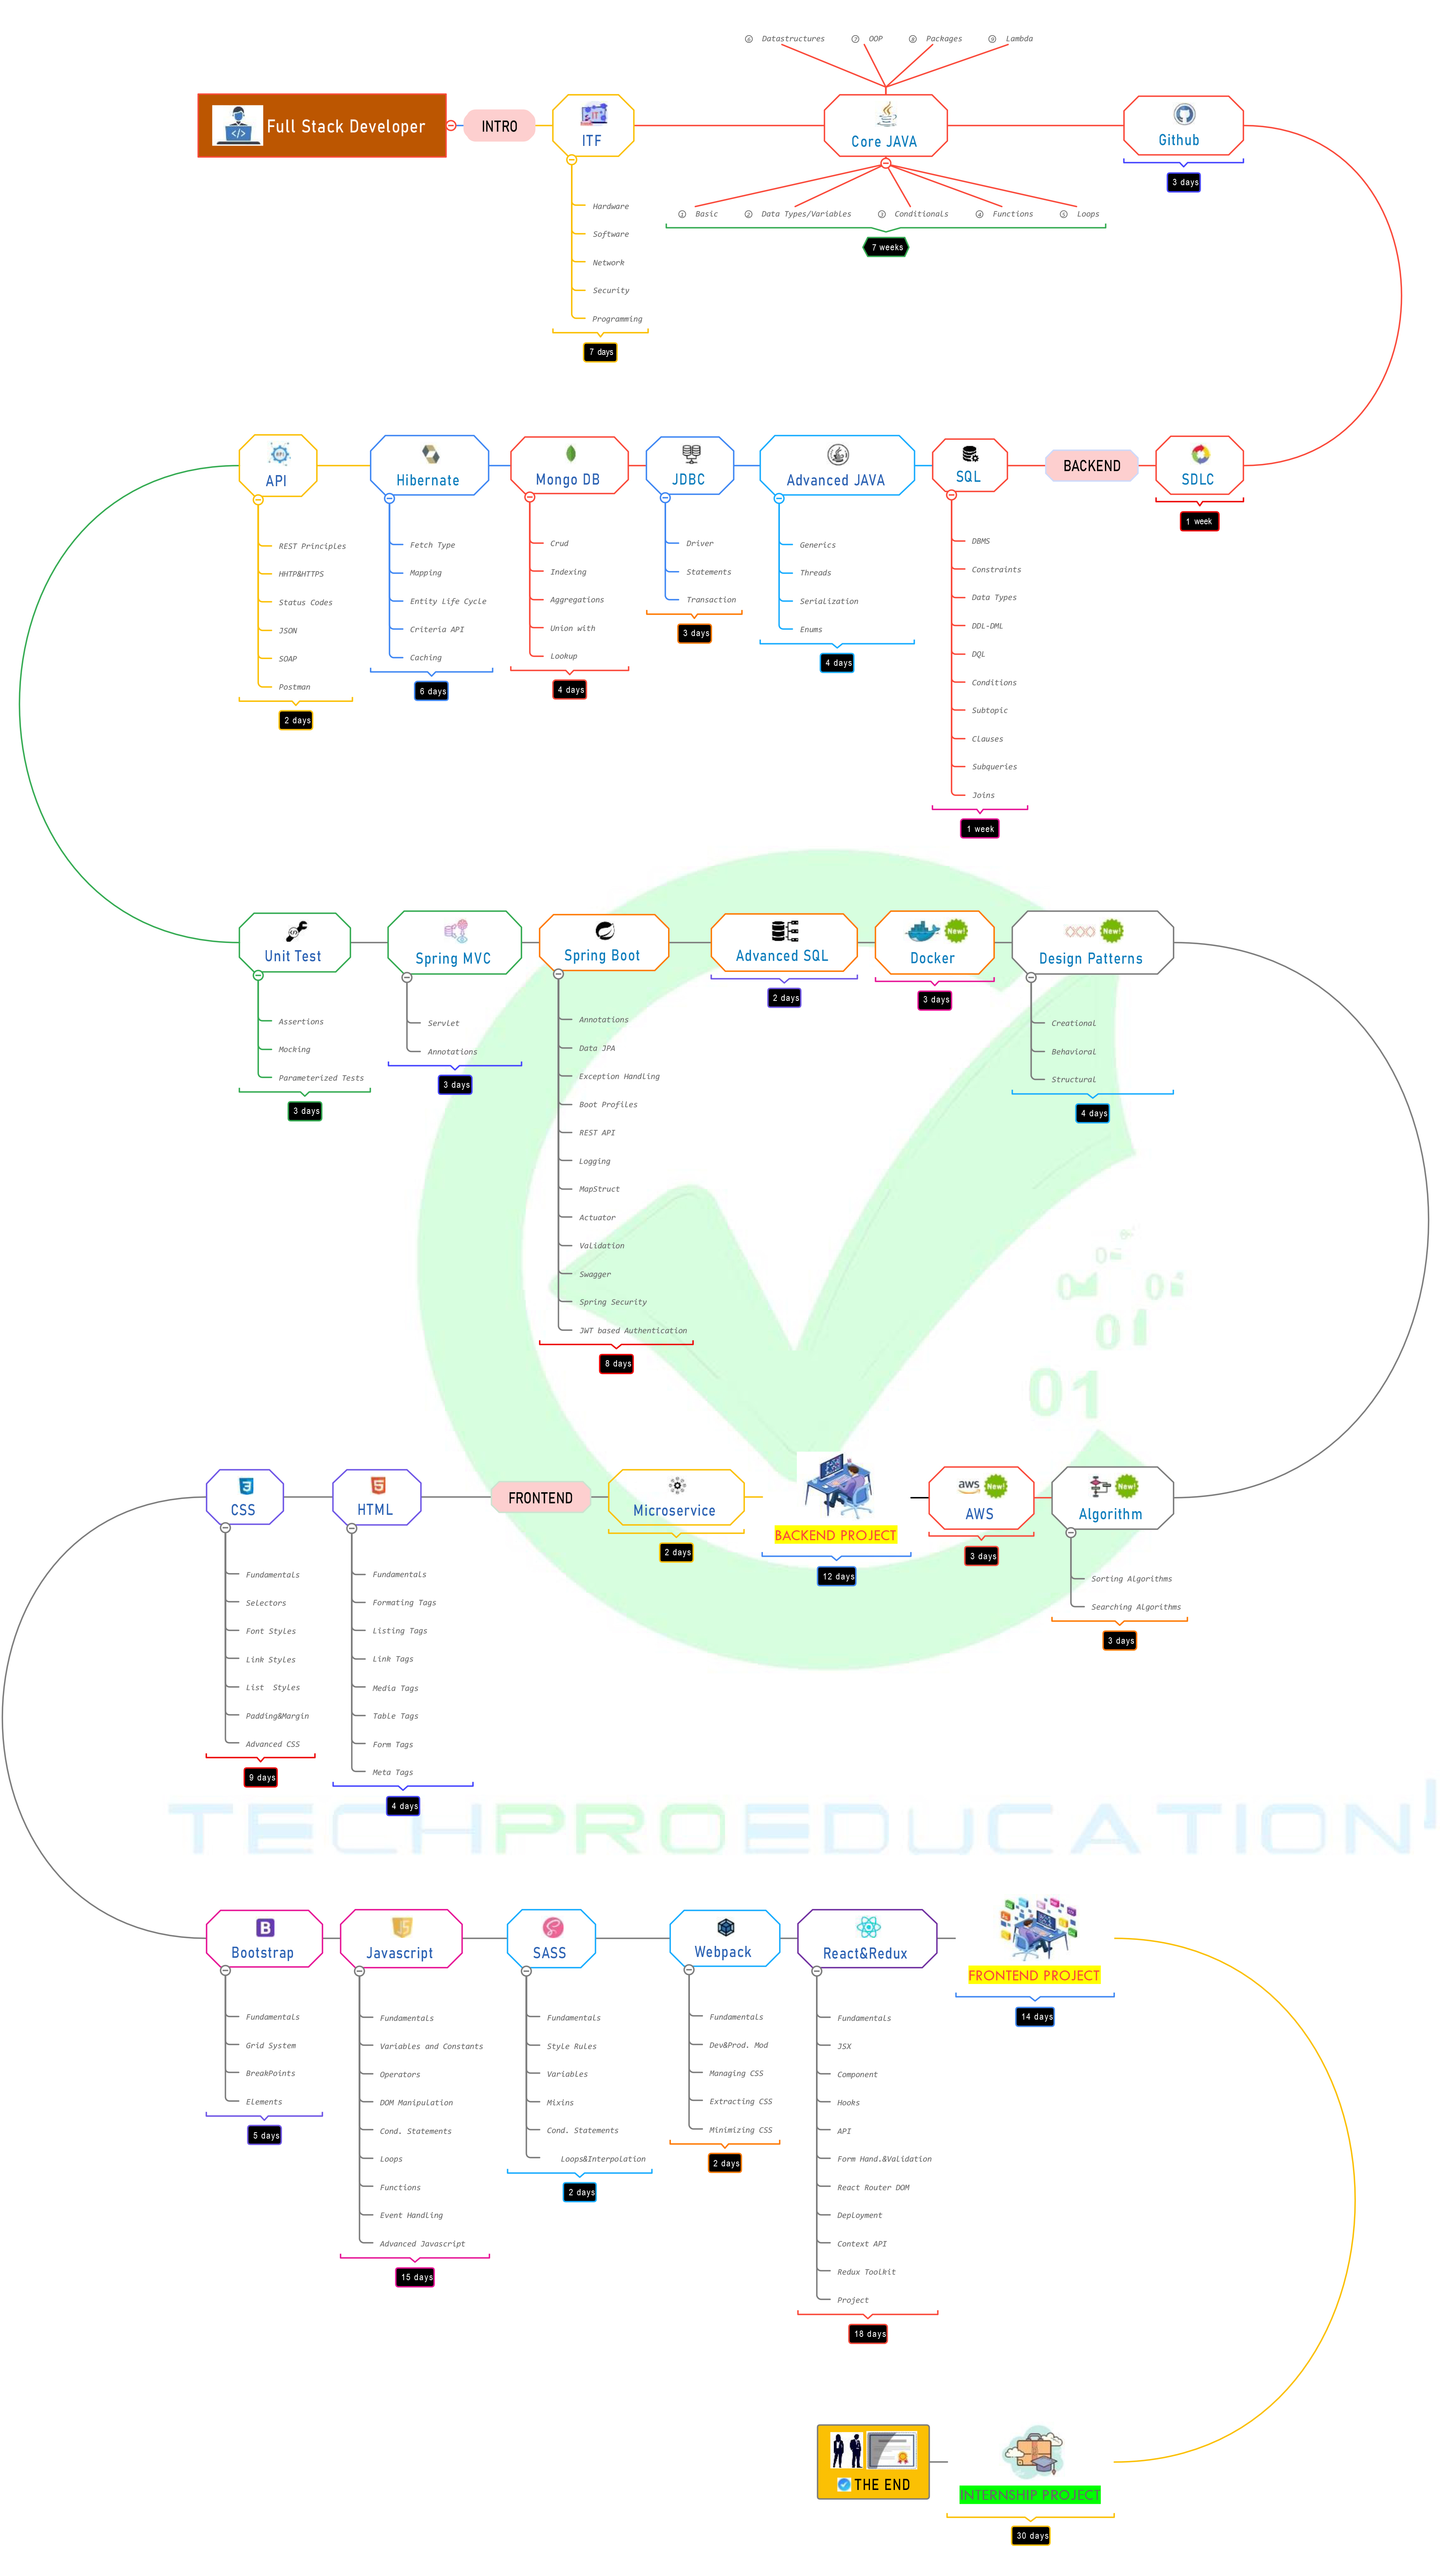 ⑥ Datastructures ⑦ OOP ⑧ Packages ⑨ Lambda
Full Stack Developer
INTRO
ITF
Hardware
Software
Network
Security
Programming
7 days
Core JAVA
① Basic ② Data Types/Variables ③ Conditionals ④ Functions ⑤ Loops
7 weeks
Github
3 days
SDLC
1 week
BACKEND
SQL
DBMS
Constraints
Data Types
DDL-DML
DQL
Conditions
Subtopic
Clauses
Subqueries
Joins
1 week
Advanced JAVA
Generics
Threads
Serialization
Enums
4 days
JDBC
Driver
Statements
Transaction
3 days
Mongo DB
Crud
Indexing
Aggregations
Union with
Lookup
4 days
Hibernate
Fetch Type
Mapping
Entity Life Cycle
Criteria API
Caching
6 days
API
API
REST Principles
HHTP&HTTPS
Status Codes
JSON
SOAP
Postman
2 days
Unit Test
Assertions
Mocking
Parameterized Tests
3 days
Spring MVC
Servlet
Annotations
3 days
Spring Boot
Annotations
Data JPA
Exception Handling
Boot Profiles
REST API
Logging
MapStruct
Actuator
Validation
Swagger
Spring Security
JWT based Authentication
8 days
Advanced SQL
2 days
New!
Docker
3 days
New!
Design Patterns
Creational
Behavioral
Structural
4 days
01
New!
Algorithm
Sorting Algorithms
Searching Algorithms
3 days
aws New!
AWS
3 days
BACKEND PROJECT
12 days
Microservice
2 days
FRONTEND
HTML
Fundamentals
Formating Tags
Listing Tags
Link Tags
Media Tags
Table Tags
Form Tags
Meta Tags
4 days
CSS
Fundamentals
Selectors
Font Styles
Link Styles
List Styles
Padding&Margin
Advanced CSS
9 days
TECHPROEDUCATION
Bootstrap
Fundamentals
Grid System
BreakPoints
Elements
5 days
Javascript
Fundamentals
Variables and Constants
Operators
DOM Manipulation
Cond. Statements
Loops
Functions
Event Handling
Advanced Javascript
15 days
SASS
Fundamentals
Style Rules
Variables
Mixins
Cond. Statements
Loops&Interpolation
2 days
Webpack
Fundamentals
Dev&Prod. Mod
Managing CSS
Extracting CSS
Minimizing CSS
2 days
React&Redux
Fundamentals
JSX
Component
Hooks
API
Form Hand.&Validation
React Router DOM
Deployment
Context API
Redux Toolkit
Project
18 days
FRONTEND PROJECT
14 days
THE END
INTERNSHIP PROJECT
30 days